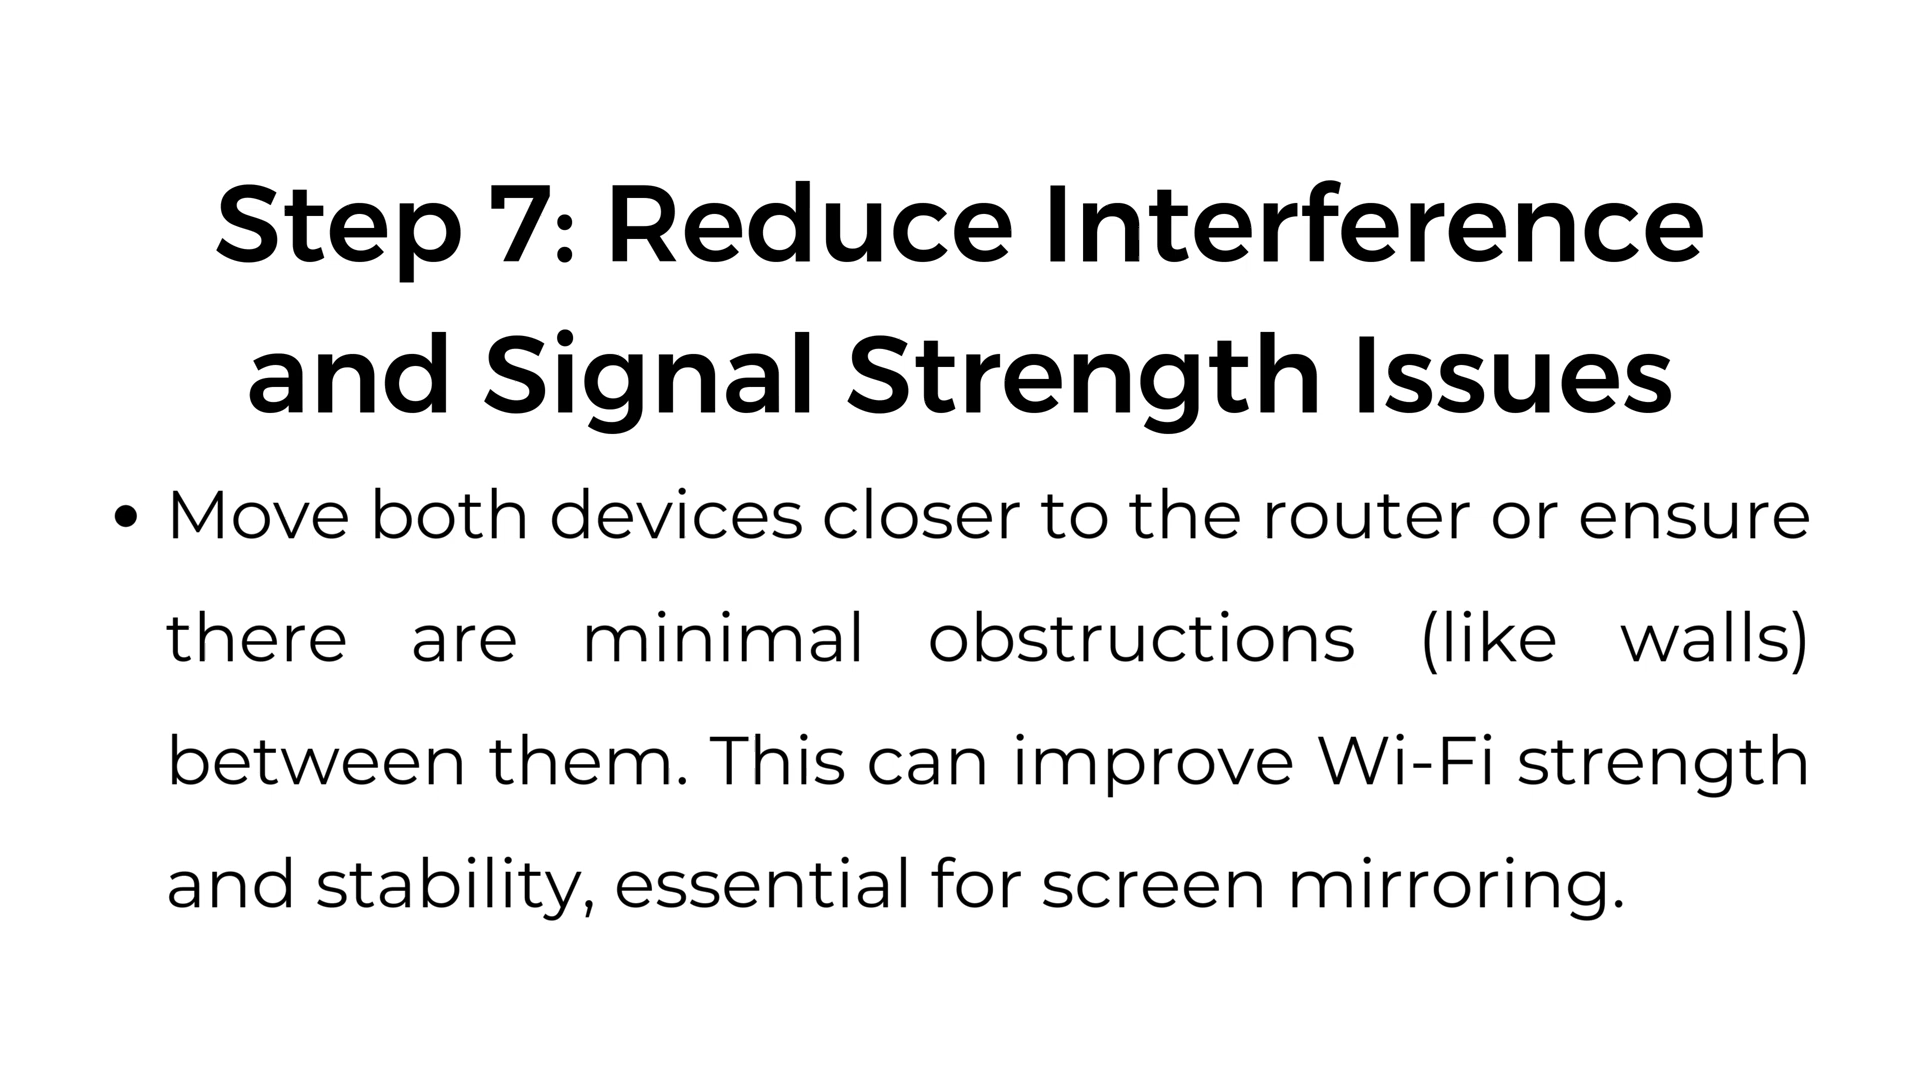 Step 7: Reduce Interference
and Signal Strength Issues
• Move both devices closer to the router or ensure
there are minimal obstructions (like walls)
between them. This can improve Wi-Fi strength
and stability, essential for screen mirroring.